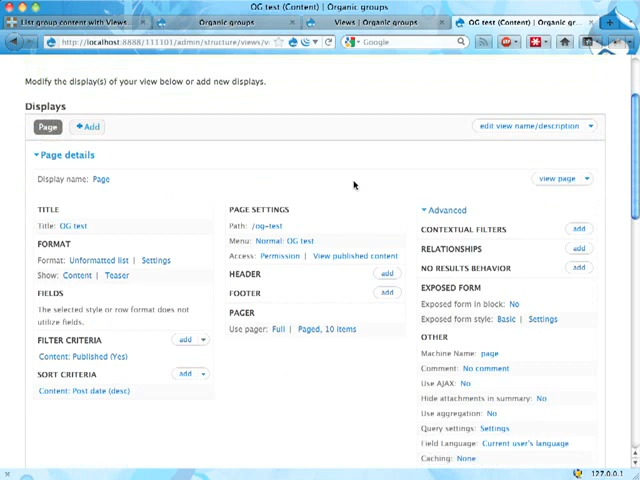 OG test (Content) | Organic groups
List group content with Views...
Organic groups
Views | Organic groups
OG test (Content) | Organic gr...
http://localhost:8888/111101/admin/structure/views/v
Google
Modify the display(s) of your view below or add new displays.
Displays
Page
Add
edit view name/description
Page details
Display name: Page
view page
TITLE
Title: OG test
FORMAT
Format: Unformatted list | Settings
Show: Content | Teaser
FIELDS
The selected style or row format does not
utilize fields.
FILTER CRITERIA
add
Content: Published (Yes)
SORT CRITERIA
add
Content: Post date (desc)
PAGE SETTINGS
Path: /og-test
Menu: Normal: OG test
Access: Permission | View published content
HEADER
add
FOOTER
add
PAGER
Use pager: Full | Paged, 10 items
Advanced
CONTEXTUAL FILTERS
add
RELATIONSHIPS
add
NO RESULTS BEHAVIOR
add
EXPOSED FORM
Exposed form in block: No
Exposed form style: Basic | Settings
OTHER
Machine Name: page
Comment: No comment
Use AJAX: No
Hide attachments in summary: No
Use aggregation: No
Query settings: Settings
Field Language: Current user's language
Caching: None
127.0.0.1